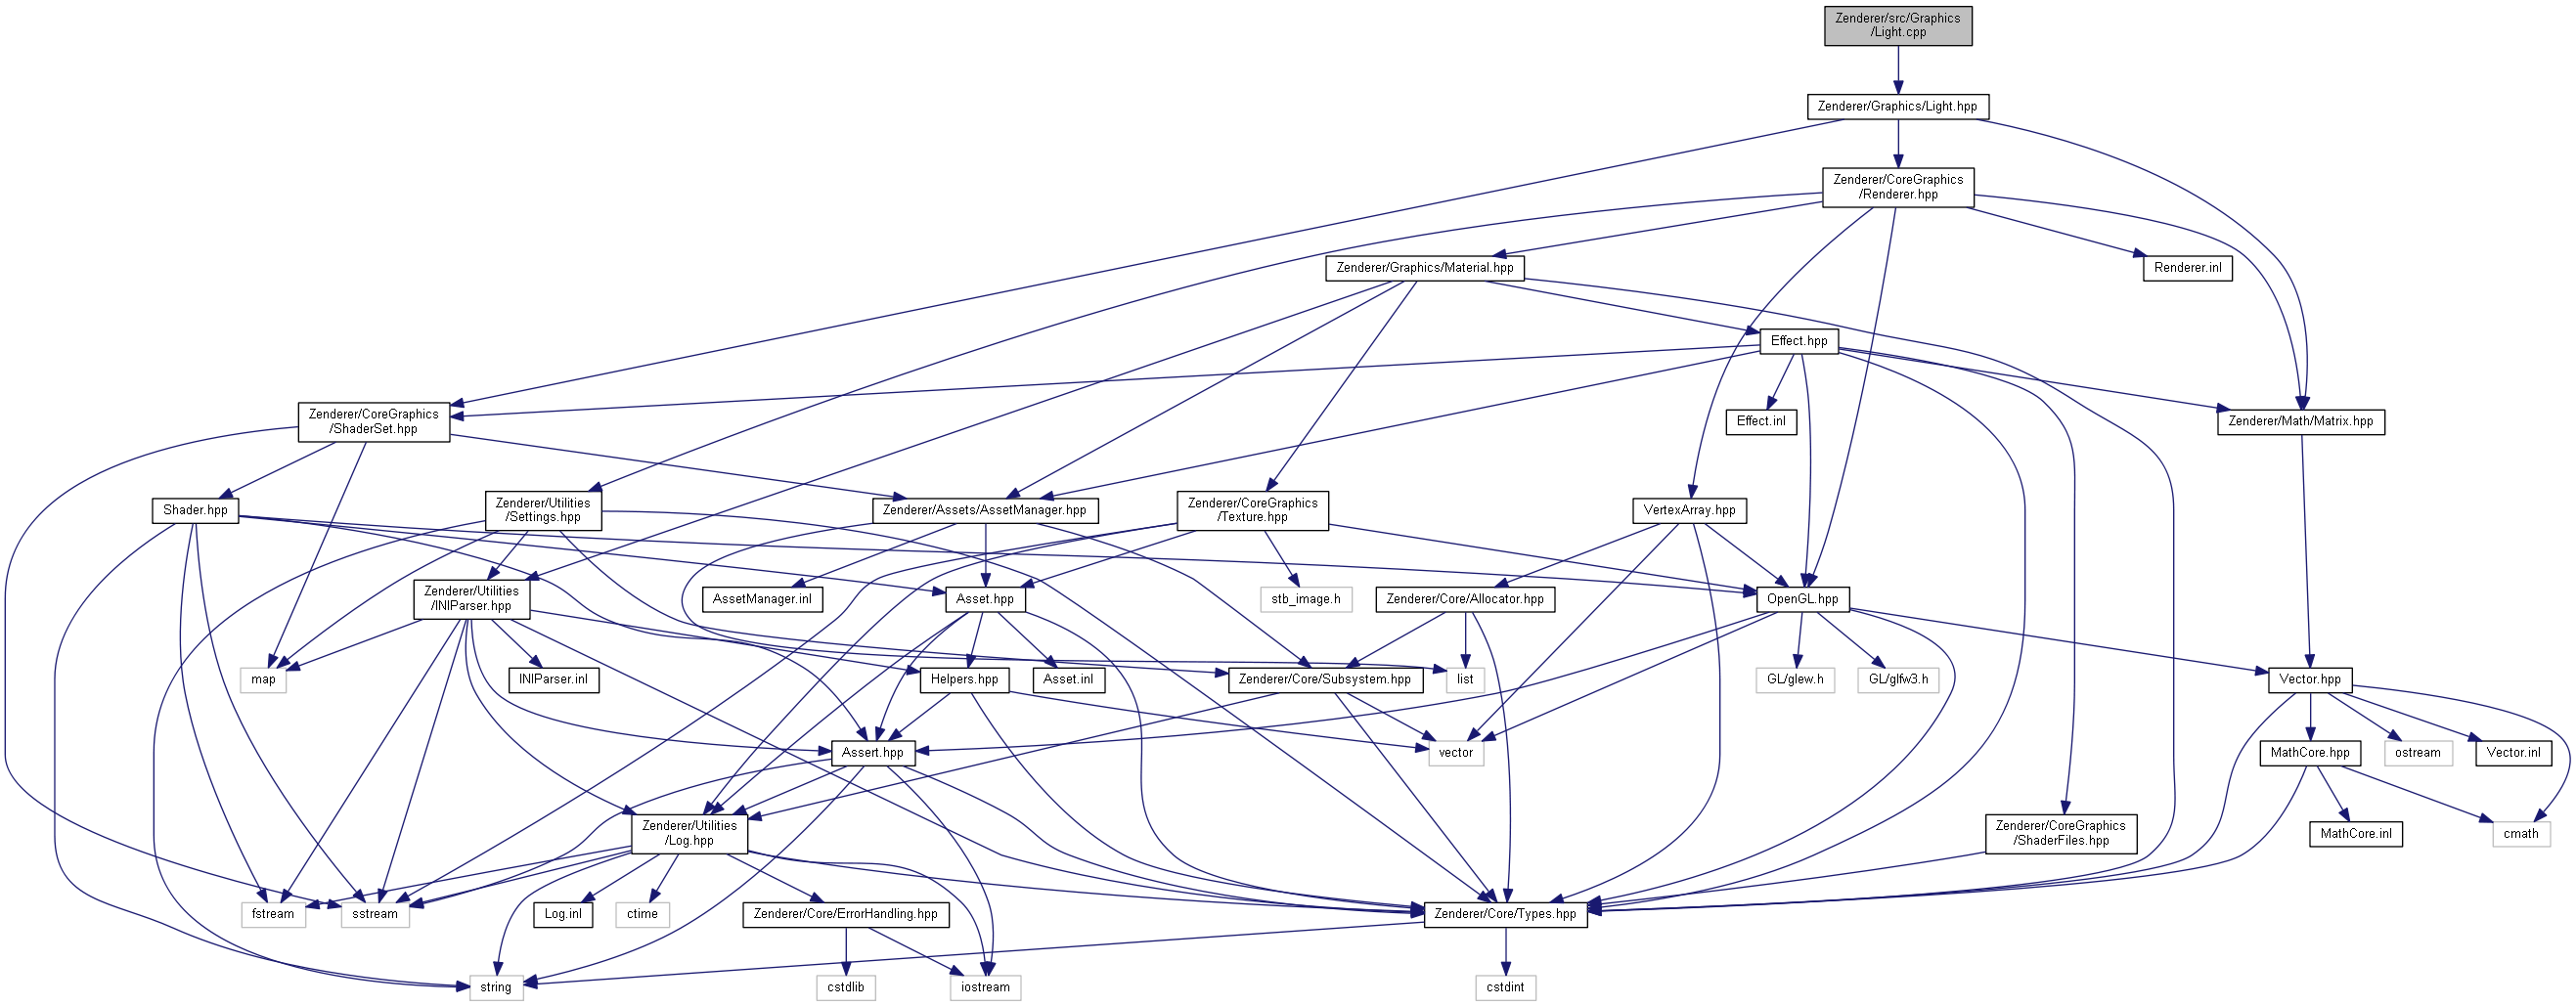 Zenderer/src/Graphics
/Light.cpp
Zenderer/Graphics/Light.hpp
Zenderer/CoreGraphics
/Renderer.hpp
Zenderer/Graphics/Material.hpp
Renderer.inl
Effect.hpp
Zenderer/CoreGraphics
/ShaderSet.hpp
Effect.inl
Zenderer/Math/Matrix.hpp
Shader.hpp
Zenderer/Utilities
/Settings.hpp
Zenderer/Assets/AssetManager.hpp
Zenderer/CoreGraphics
/Texture.hpp
VertexArray.hpp
Zenderer/Utilities
/INIParser.hpp
AssetManager.inl
Asset.hpp
stb_image.h
Zenderer/Core/Allocator.hpp
OpenGL.hpp
map
INIParser.inl
Helpers.hpp
Asset.inl
Zenderer/Core/Subsystem.hpp
list
GL/glew.h
GL/glfw3.h
Vector.hpp
Assert.hpp
vector
MathCore.hpp
ostream
Vector.inl
Zenderer/Utilities
/Log.hpp
Zenderer/CoreGraphics
/ShaderFiles.hpp
MathCore.inl
cmath
fstream
sstream
Log.inl
ctime
Zenderer/Core/ErrorHandling.hpp
Zenderer/Core/Types.hpp
string
cstdlib
iostream
cstdint